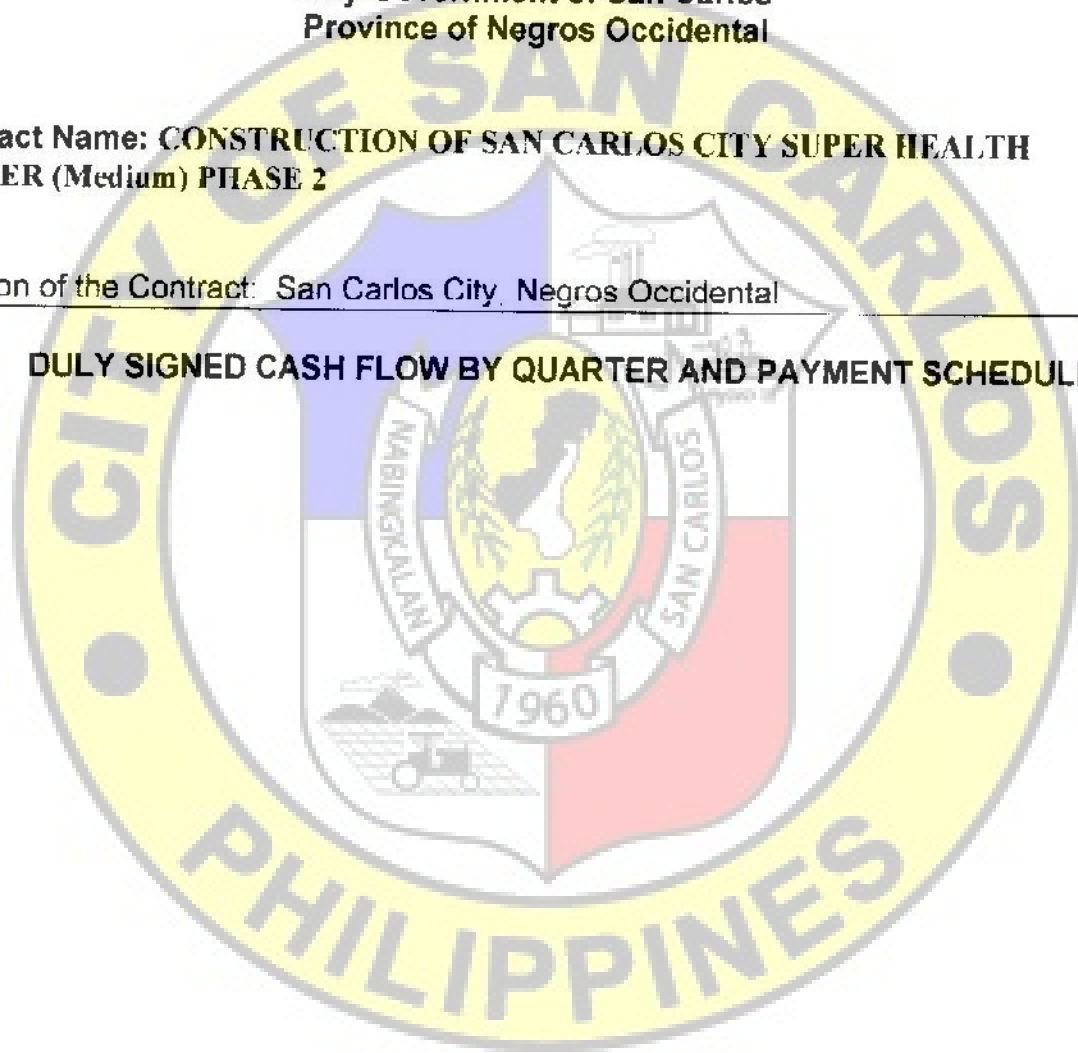 Province of Negros Occidental
act Name: CONSTRUCTION OF SAN CARLOS CITY SUPER HEALTH
ER (Medium) PHASE 2
on of the Contract: San Carlos City, Negros Occidental
DULY SIGNED CASH FLOW BY QUARTER AND PAYMENT SCHEDUL
CITY OF SAN CARLOS
NABINGKALAN
SAN CARLOS
1960
PHILIPPINES